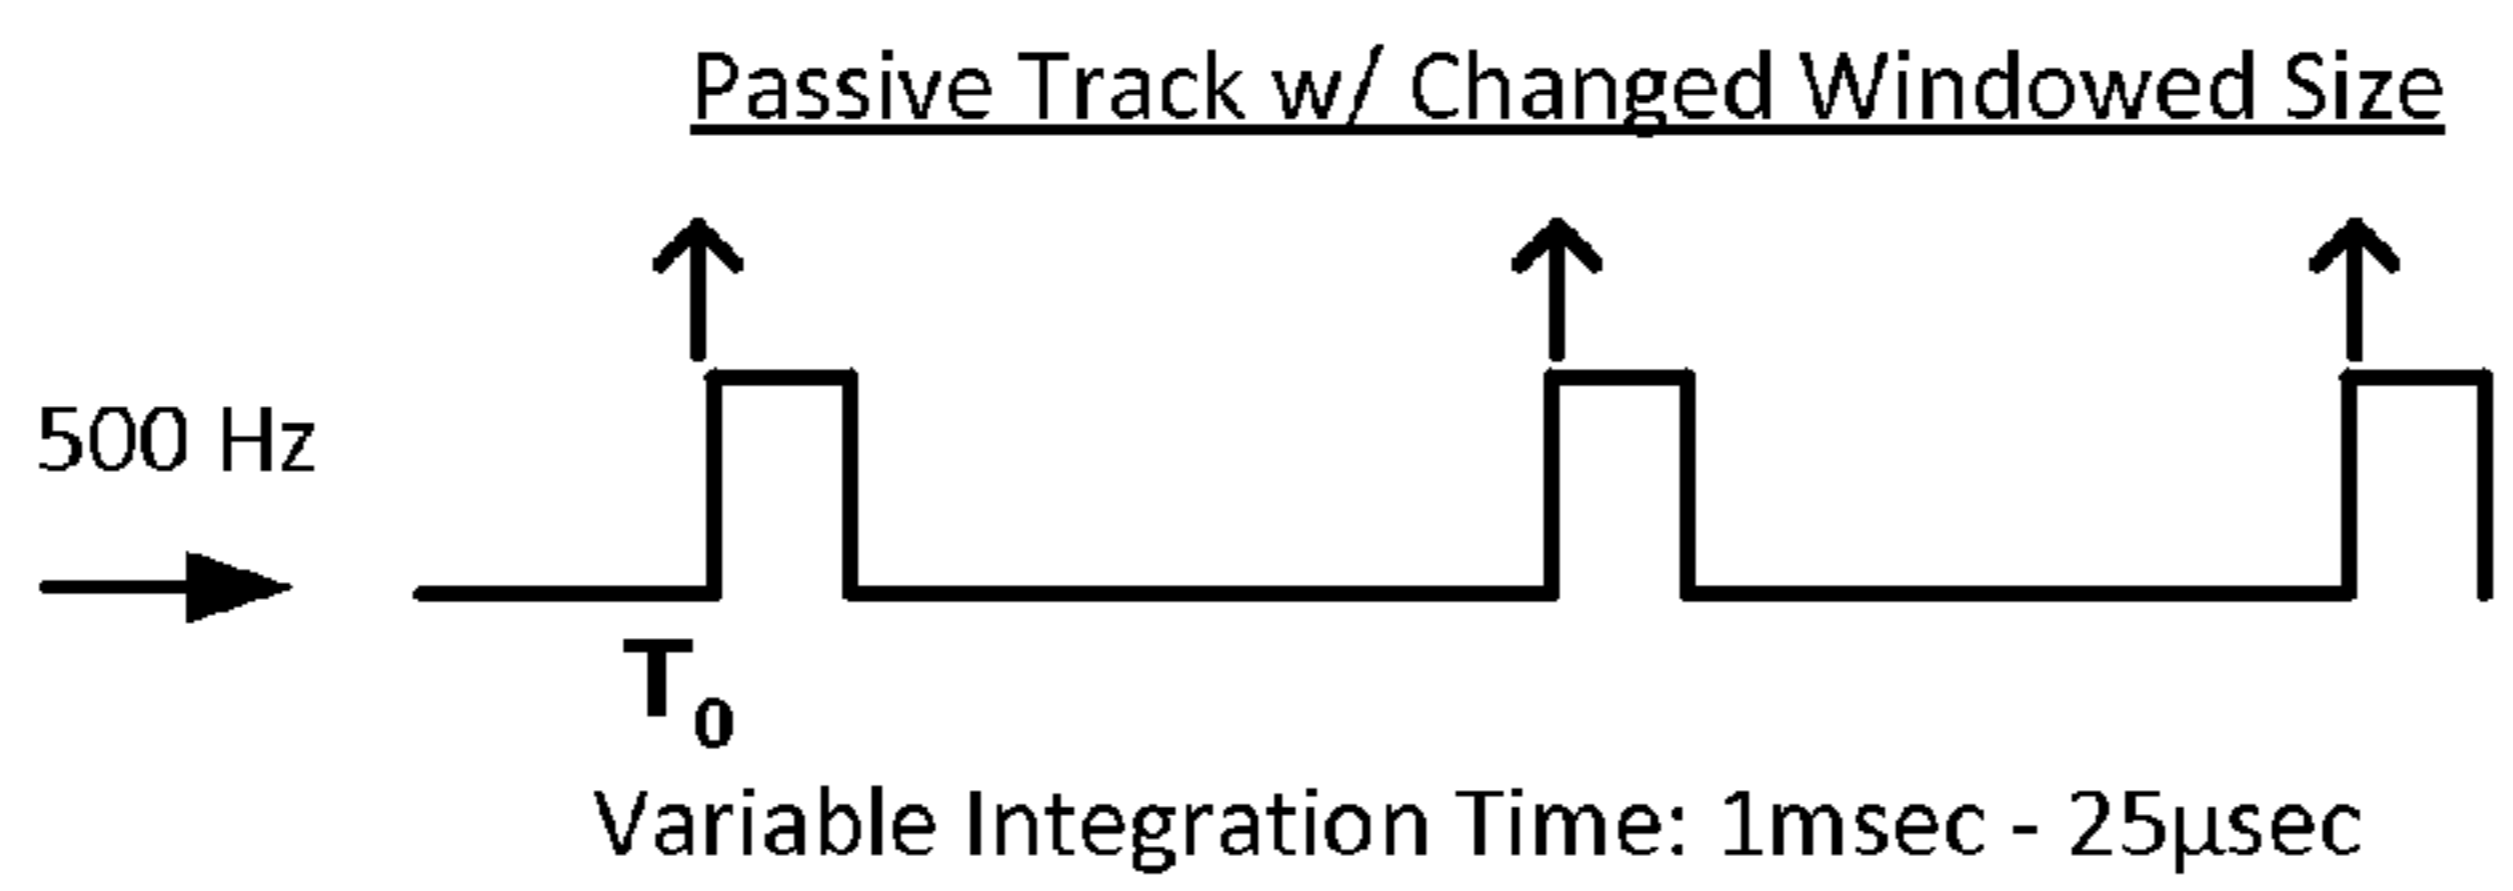 Passive Track w/ Changed Windowed Size
500 Hz
T₀
Variable Integration Time: 1msec - 25µsec